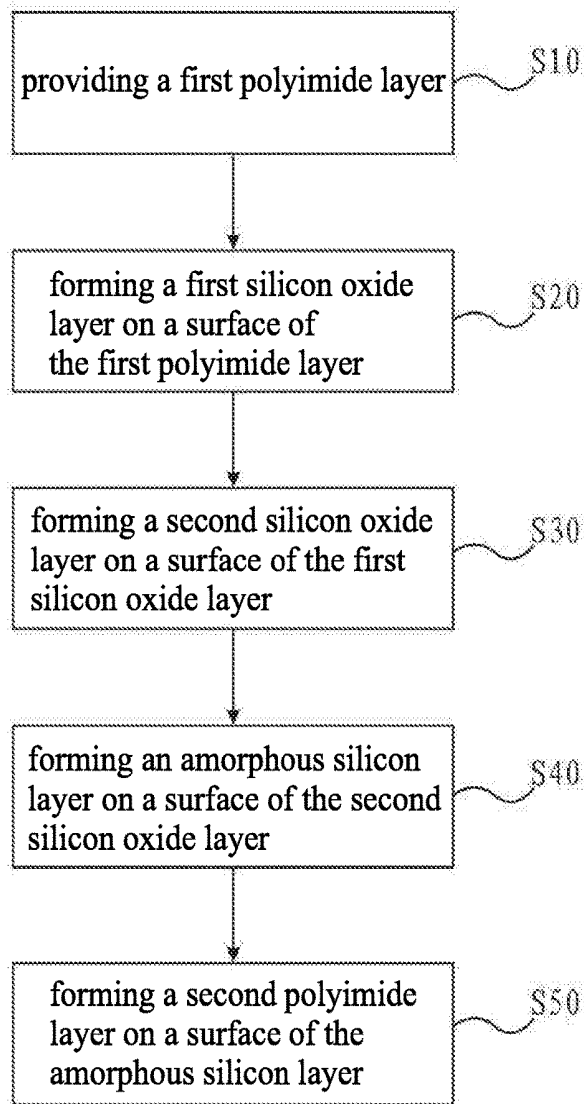 providing a first polyimide layer
S10
forming a first silicon oxide
layer on a surface of
the first polyimide layer
S20
forming a second silicon oxide
layer on a surface of the first
silicon oxide layer
S30
forming an amorphous silicon
layer on a surface of the second
silicon oxide layer
S40
forming a second polyimide
layer on a surface of the
amorphous silicon layer
S50